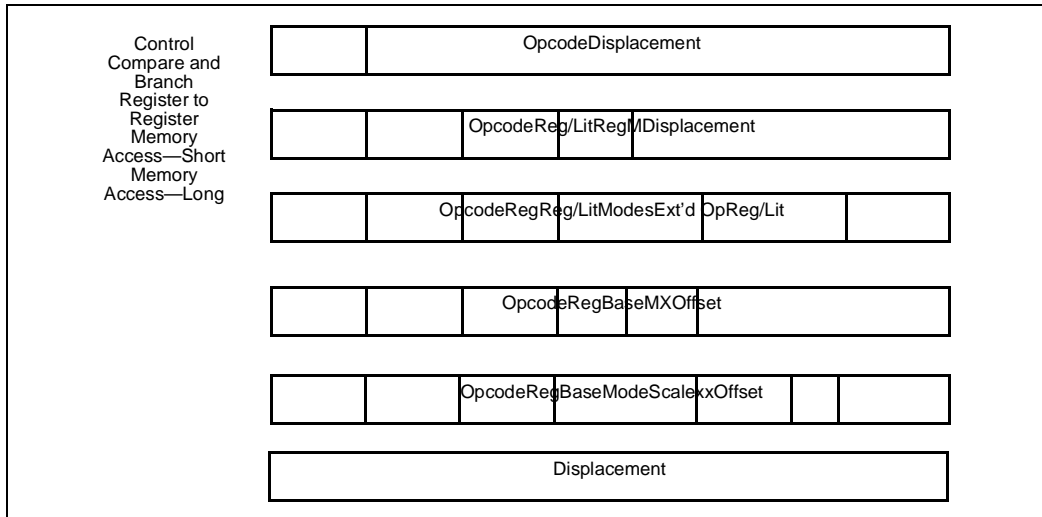 Control
Compare and
Branch
Register to
Register
Memory
Access—Short
Memory
Access—Long
OpcodeDisplacement
OpcodeReg/LitRegMDisplacement
OpcodeRegReg/LitModesExt’d OpReg/Lit
OpcodeRegBaseMXOffset
OpcodeRegBaseModeScalexxOffset
Displacement